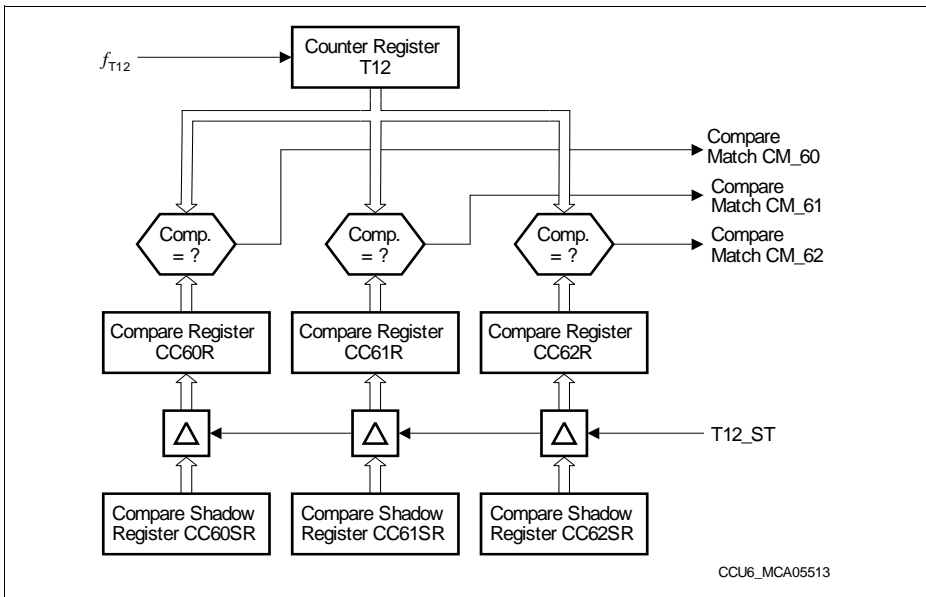 Counter Register
T12
fT12
Compare
Match CM_60
Compare
Match CM_61
Compare
Match CM_62
Comp.
= ?
Comp.
= ?
Comp.
= ?
Compare Register
CC60R
Compare Register
CC61R
Compare Register
CC62R
T12_ST
Compare Shadow
Register CC60SR
Compare Shadow
Register CC61SR
Compare Shadow
Register CC62SR
CCU6_MCA05513